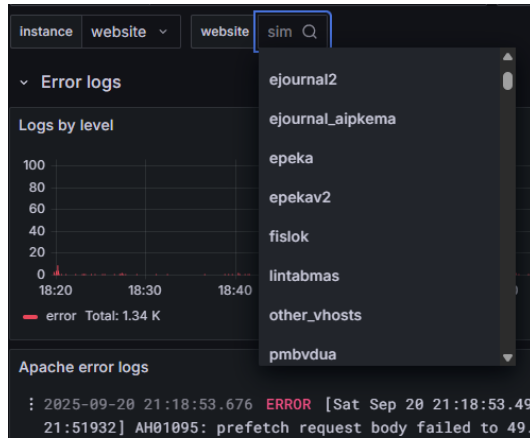 instance website website sim
Error logs
ejournal2
ejournal_aipkema
epeka
epekav2
fislok
lintabmas
other_vhosts
pmbvdua
Logs by level
100
80
60
40
20
0
18:20 18:30 18:40
error Total: 1.34 K
Apache error logs
2025-09-20 21:18:53.676 ERROR [Sat Sep 20 21:18:53.49
21:51932] AH01095: prefetch request body failed to 49.